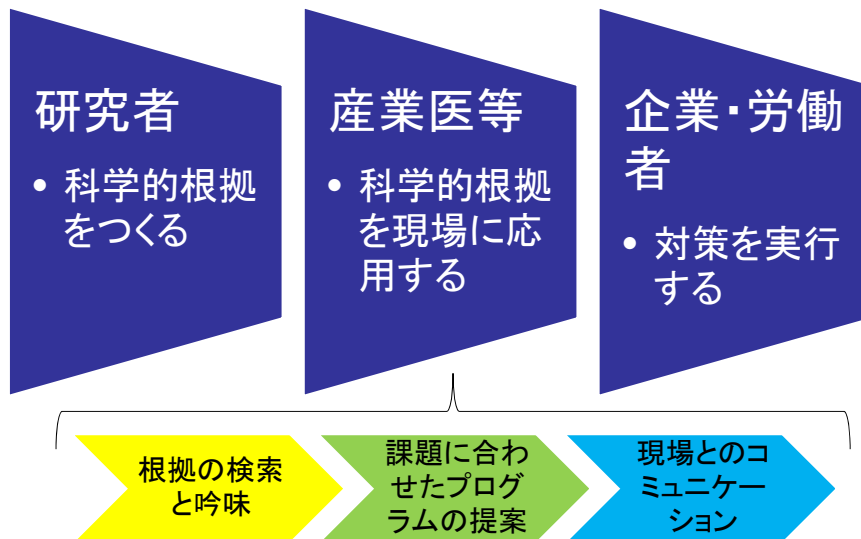 研究者
• 科学的根拠
をつくる
産業医等
• 科学的根拠
を現場に応
用する
企業・労働
者
• 対策を実行
する
根拠の検索
と吟味
課題に合わ
せたプログ
ラムの提案
現場とのコ
ミュニケー
ション